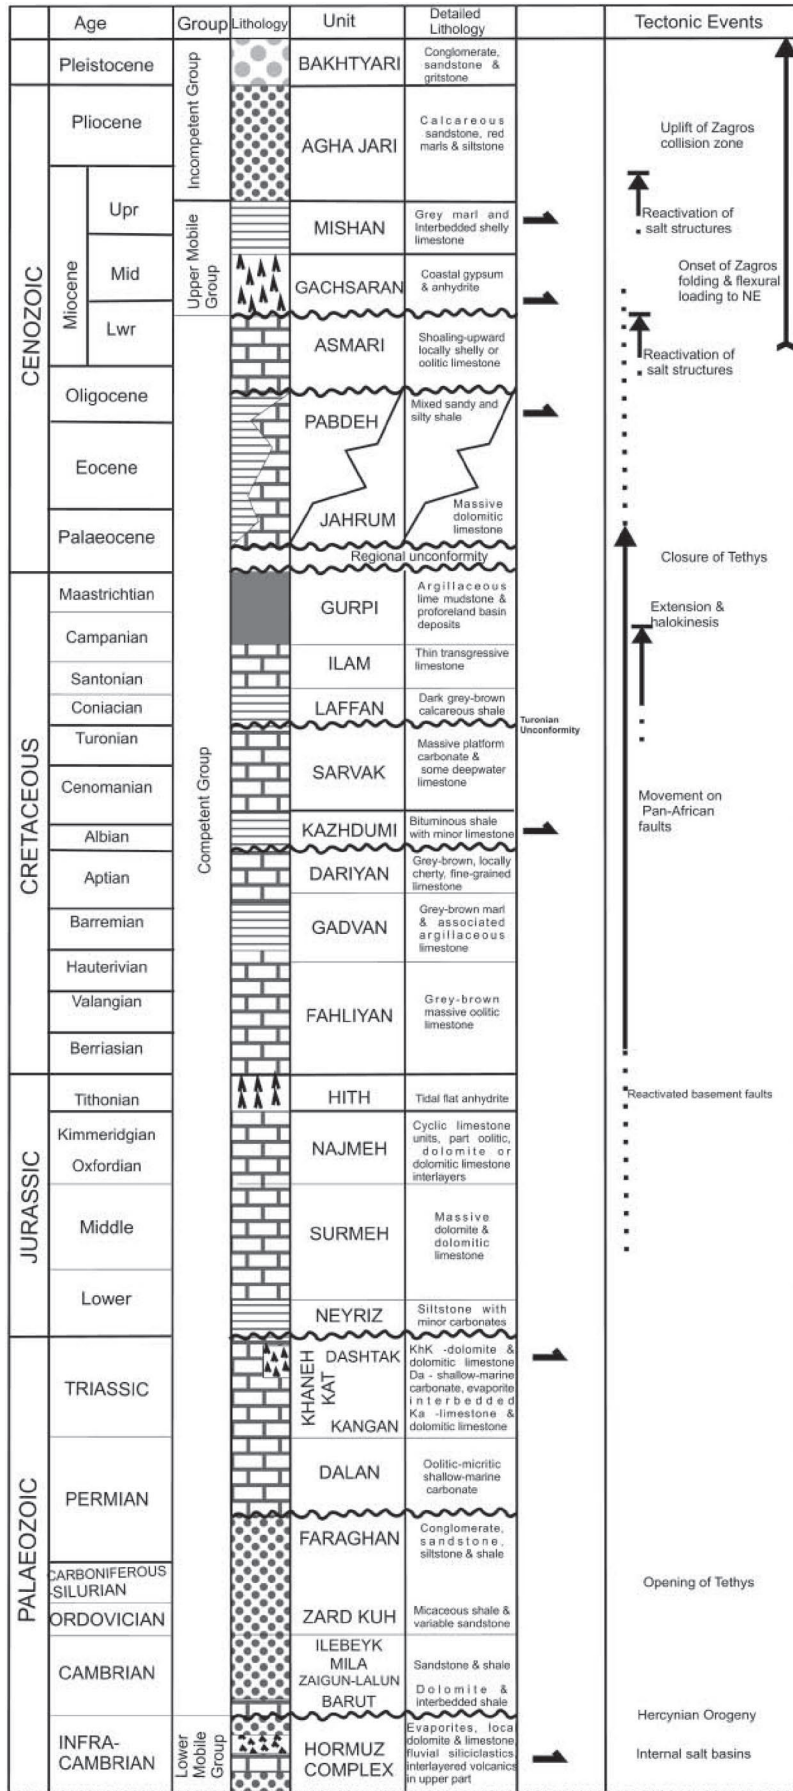 Age
Group
Lithology
Unit
Detailed
Lithology
Tectonic Events
Pleistocene
BAKHTYARI
Conglomerate,
sandstone &
gritstone
Incompetent Group
CENOZOIC
Pliocene
AGHA JARI
Calcareous
sandstone, red
marls & siltstone
Uplift of Zagros
collision zone
Miocene
Upr
Upper Mobile
Group
MISHAN
Grey marl and
Interbedded shelly
limestone
Reactivation of
salt structures
Mid
GACHSARAN
Coastal gypsum
& anhydrite
Onset of Zagros
folding & flexural
loading to NE
Lwr
ASMARI
Shoaling-upward
locally shelly or
oolitic limestone
Reactivation of
salt structures
Oligocene
PABDEH
Mixed sandy and
silty shale
Eocene
JAHRUM
Massive
dolomitic
limestone
Palaeocene
Regional unconformity
Closure of Tethys
CRETACEOUS
Competent Group
Maastrichtian
GURPI
Argillaceous
lime mudstone &
proforeland basin
deposits
Extension &
halokinesis
Campanian
ILAM
Thin transgressive
limestone
Santonian
Coniacian
LAFFAN
Dark grey-brown
calcareous shale
Turonian
Unconformity
Turonian
SARVAK
Massive platform
carbonate &
some deepwater
limestone
Cenomanian
Movement on
Pan-African
faults
Albian
KAZHDUMI
Bituminous shale
with minor limestone
Aptian
DARIYAN
Grey-brown, locally
cherty, fine-grained
limestone
Barremian
GADVAN
Grey-brown marl
& associated
argillaceous
limestone
Hauterivian
Valangian
FAHLIYAN
Grey-brown
massive oolitic
limestone
Berriasian
JURASSIC
Tithonian
HITH
Tidal flat anhydrite
Reactivated basement faults
Kimmeridgian
Oxfordian
NAJMEH
Cyclic limestone
units, part oolitic,
dolomite or
dolomitic limestone
interlayers
Middle
SURMEH
Massive
dolomite &
dolomitic
limestone
Lower
NEYRIZ
Siltstone with
minor carbonates
PALAEOZOIC
TRIASSIC
KHANEH
KAT
DASHTAK
KANGAN
KhK -dolomite &
dolomitic limestone
Da - shallow-marine
carbonate, evaporite
interbedded
Ka -limestone &
dolomitic limestone
PERMIAN
DALAN
Oolitic-micritic
shallow-marine
carbonate
FARAGHAN
Conglomerate,
sandstone,
siltstone & shale
CARBONIFEROUS
-SILURIAN
Opening of Tethys
ORDOVICIAN
ZARD KUH
Micaceous shale &
variable sandstone
CAMBRIAN
ILEBEYK
MILA
ZAIGUN-LALUN
BARUT
Sandstone & shale
Dolomite &
interbedded shale
Hercynian Orogeny
INFRA-
CAMBRIAN
Lower
Mobile
Group
HORMUZ
COMPLEX
Evaporites, local
dolomite & limestone,
fluvial siliciclastics,
interlayered volcanics
in upper part
Internal salt basins